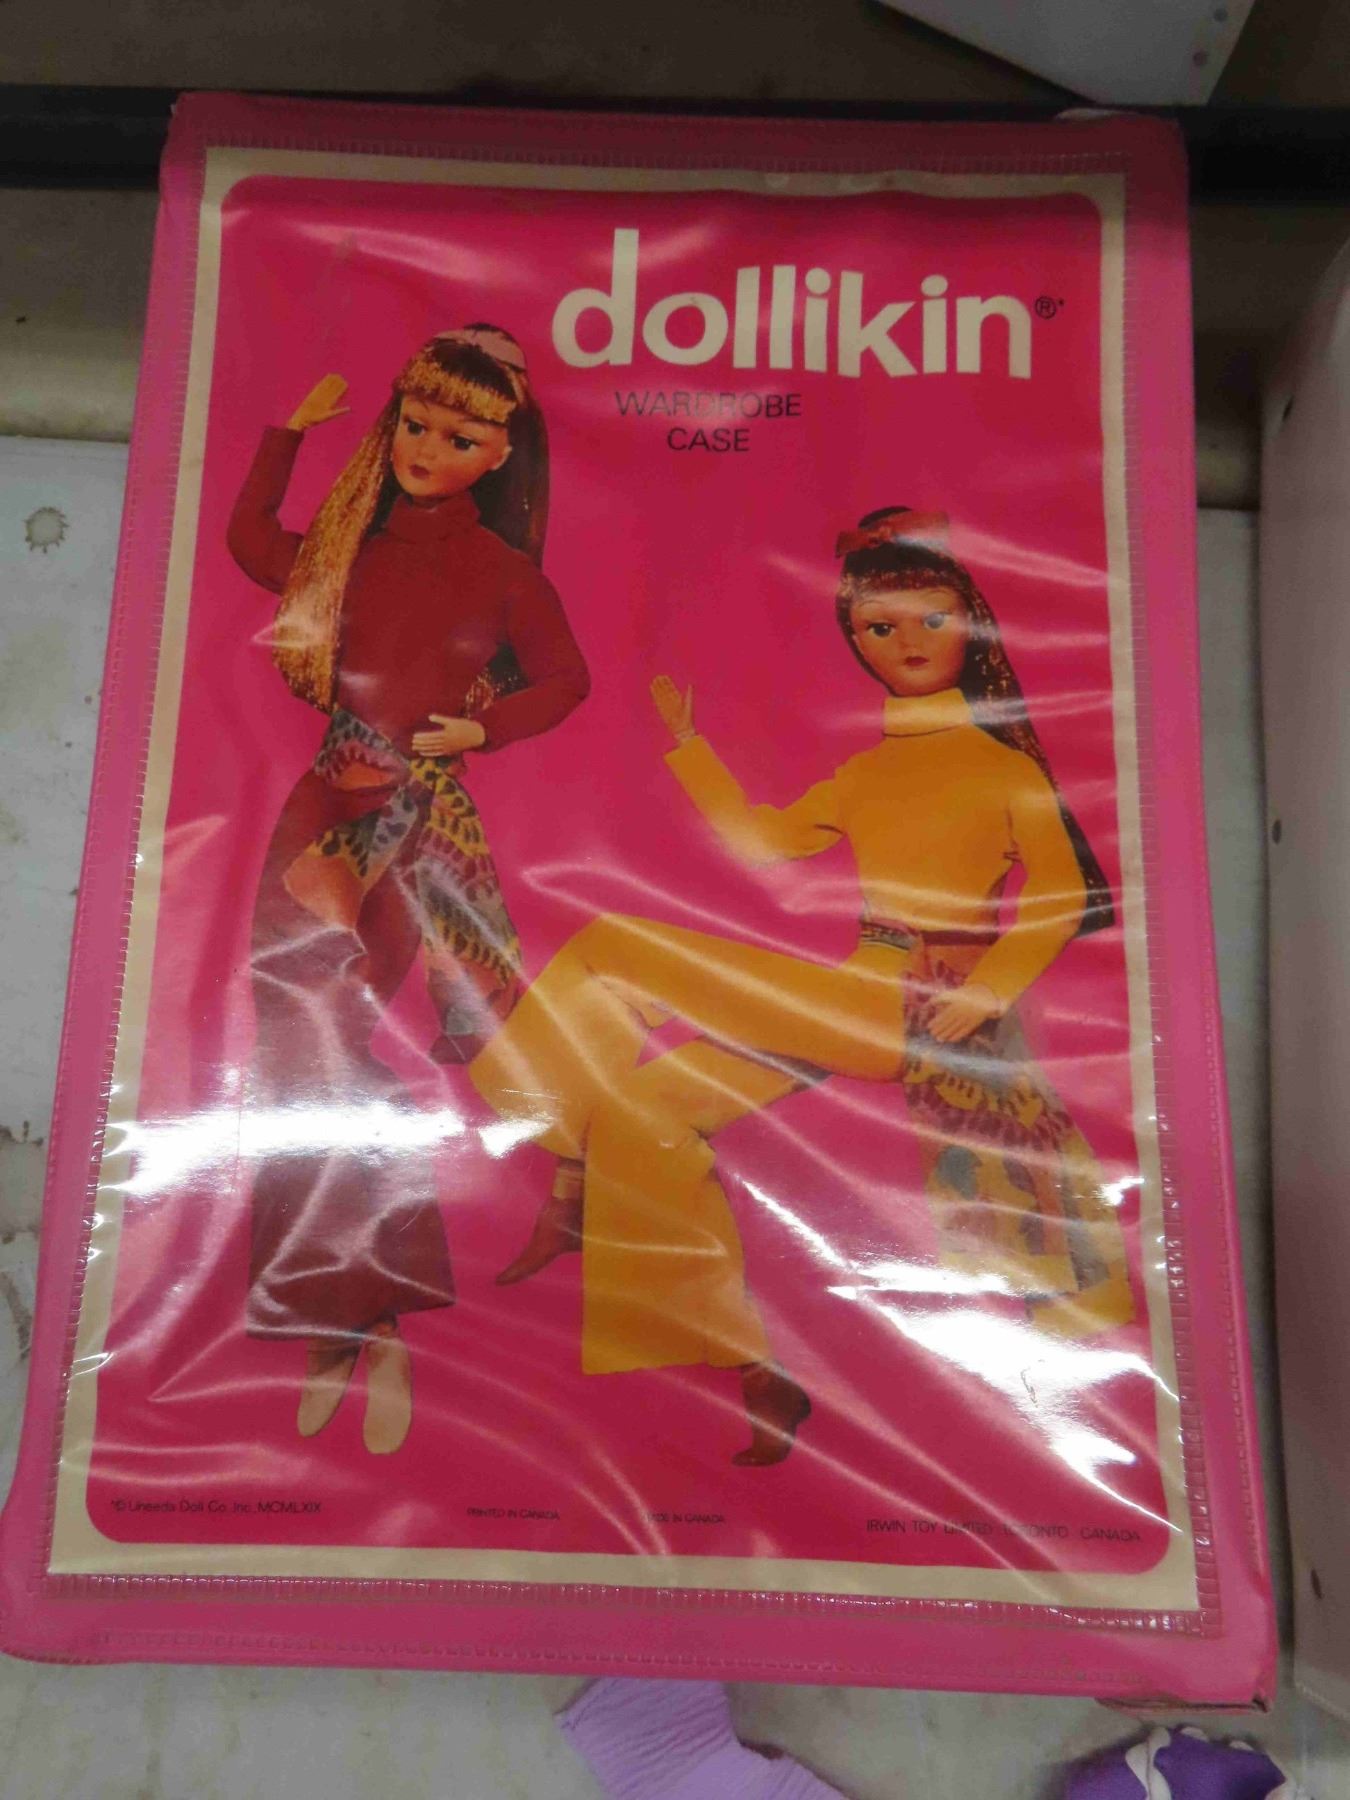 dollikin®*
WARDROBE
CASE
*© Uneeda Doll Co. Inc. MCMLXIX
PRINTED IN CANADA
MADE IN CANADA
IRWIN TOY LIMITED TORONTO CANADA